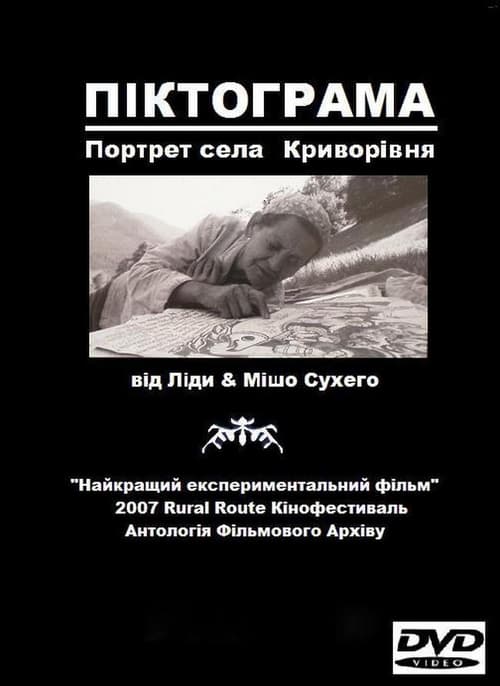 ПІКТОГРАМА
Портрет села Криворівня
від Ліди & Мішо Сухего
"Найкращий експериментальний фільм"
2007 Rural Route Кінофестиваль
Антологія Фільмового Архіву
DVD
VIDEO